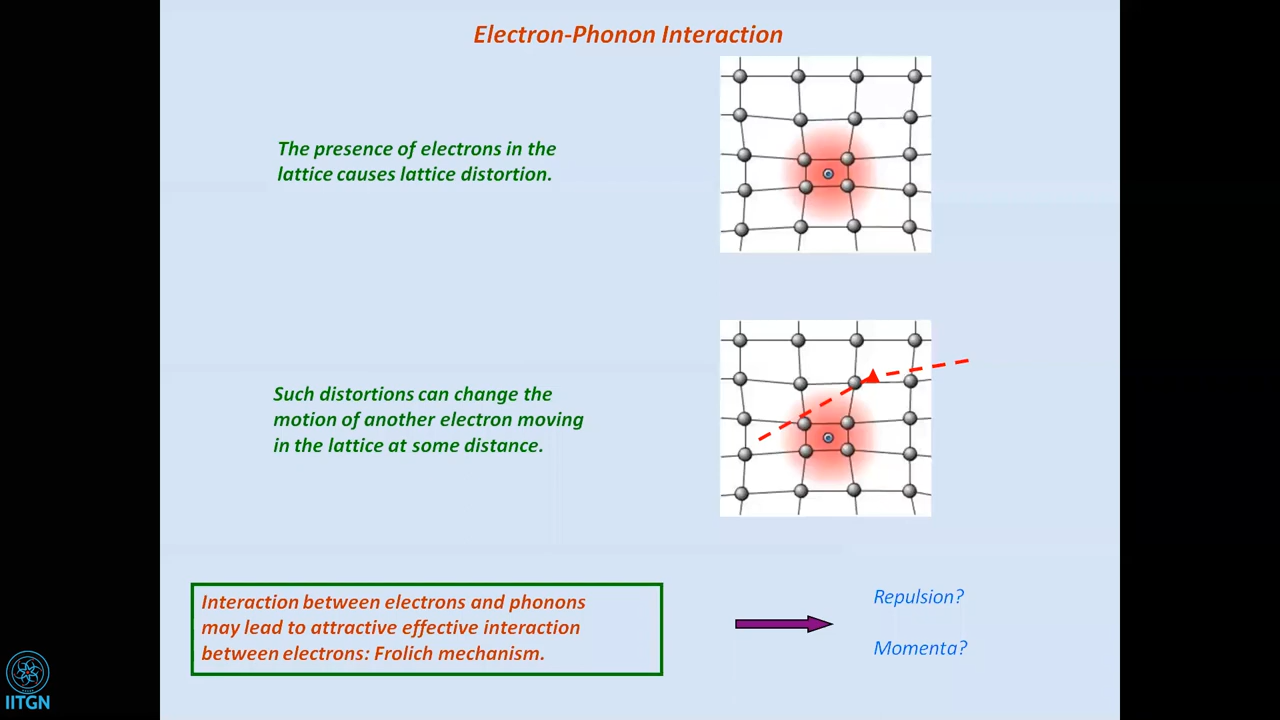 Electron-Phonon Interaction
The presence of electrons in the
lattice causes lattice distortion.
Such distortions can change the
motion of another electron moving
in the lattice at some distance.
Interaction between electrons and phonons
may lead to attractive effective interaction
between electrons: Frolich mechanism.
Repulsion?
Momenta?
IITGN